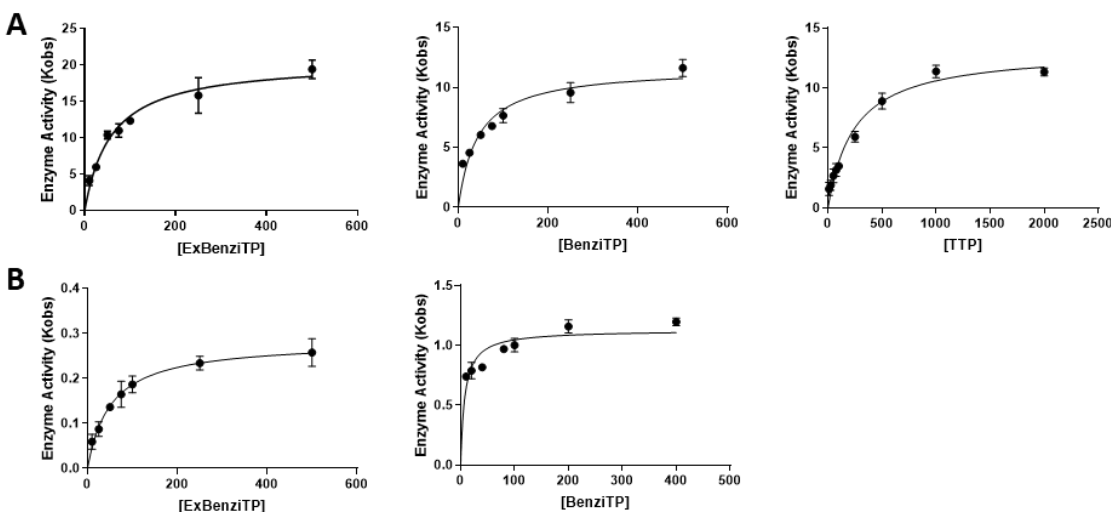 A
Enzyme Activity (Kobs)
25
20
15
10
5
0
0 200 400 600
[ExBenziTP]
Enzyme Activity (Kobs)
15
10
5
0
0 200 400 600
[BenziTP]
Enzyme Activity (Kobs)
15
10
5
0
0 500 1000 1500 2000 2500
[TTP]
B
Enzyme Activity (Kobs)
0.4
0.3
0.2
0.1
0.0
0 200 400 600
[ExBenziTP]
Enzyme Activity (Kobs)
1.5
1.0
0.5
0.0
0 100 200 300 400 500
[BenziTP]